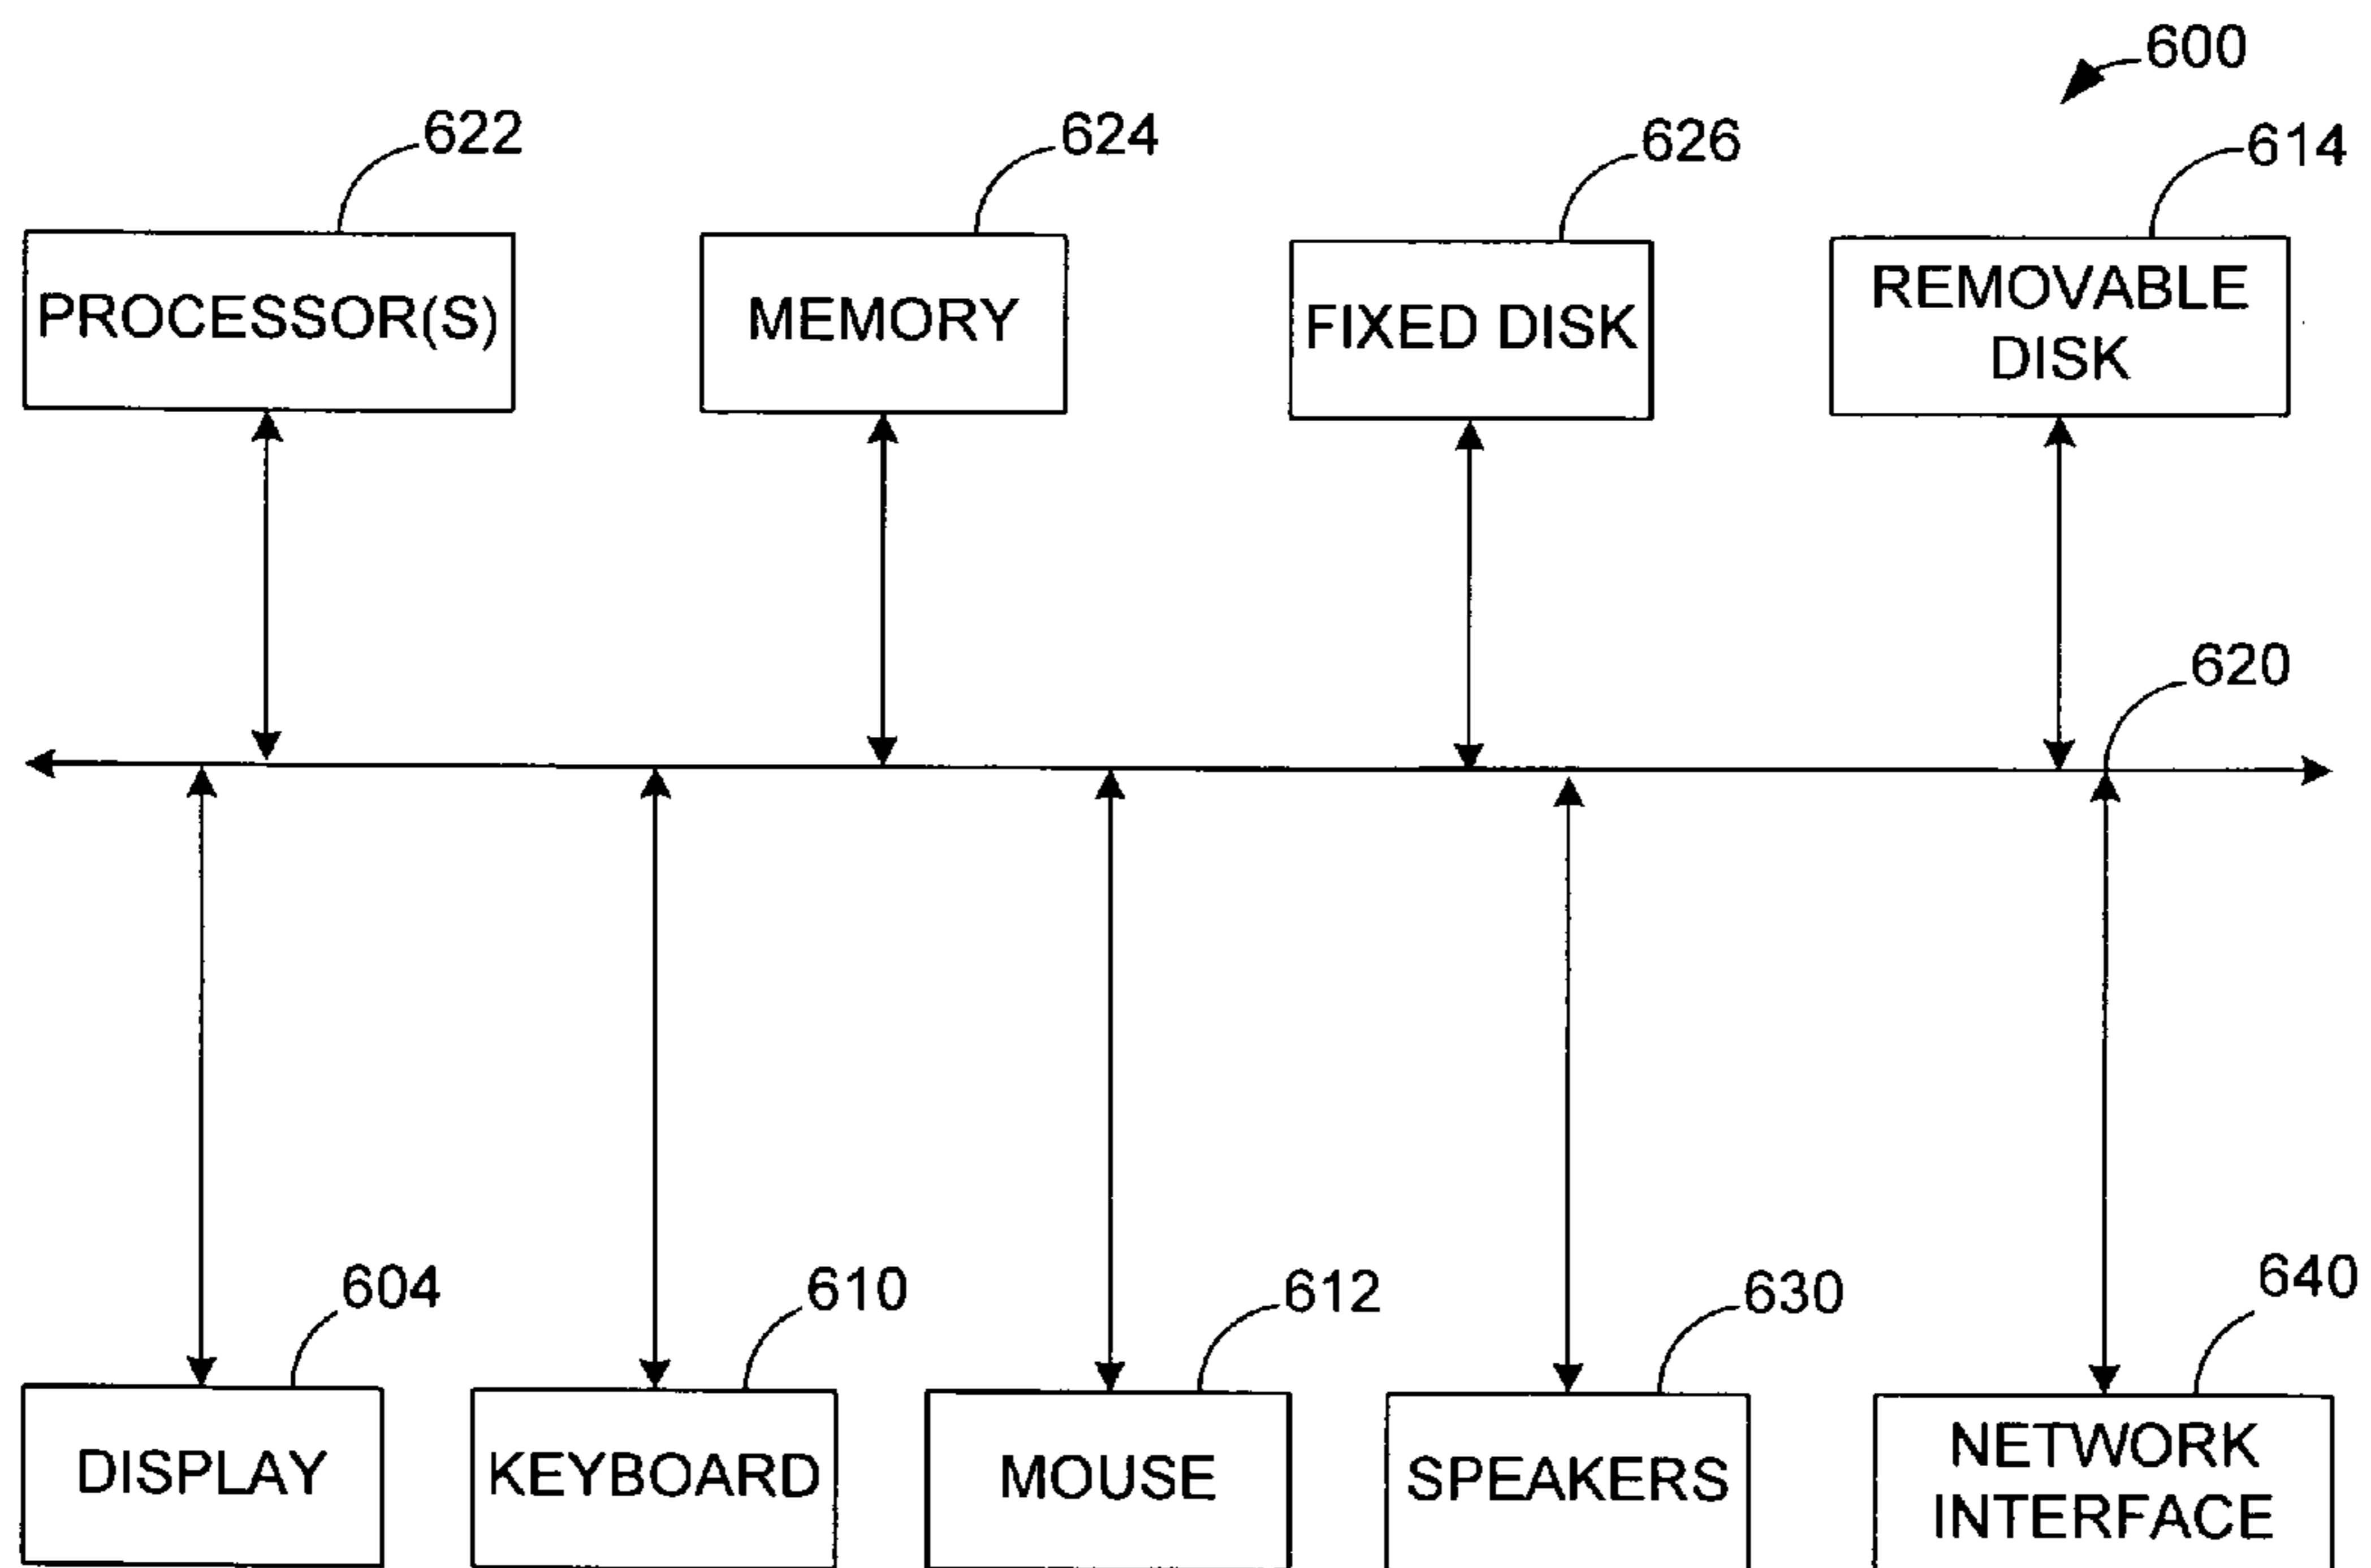 600
622
624
626
614
PROCESSOR(S)
MEMORY
FIXED DISK
REMOVABLE
DISK
620
604
610
612
630
640
DISPLAY
KEYBOARD
MOUSE
SPEAKERS
NETWORK
INTERFACE